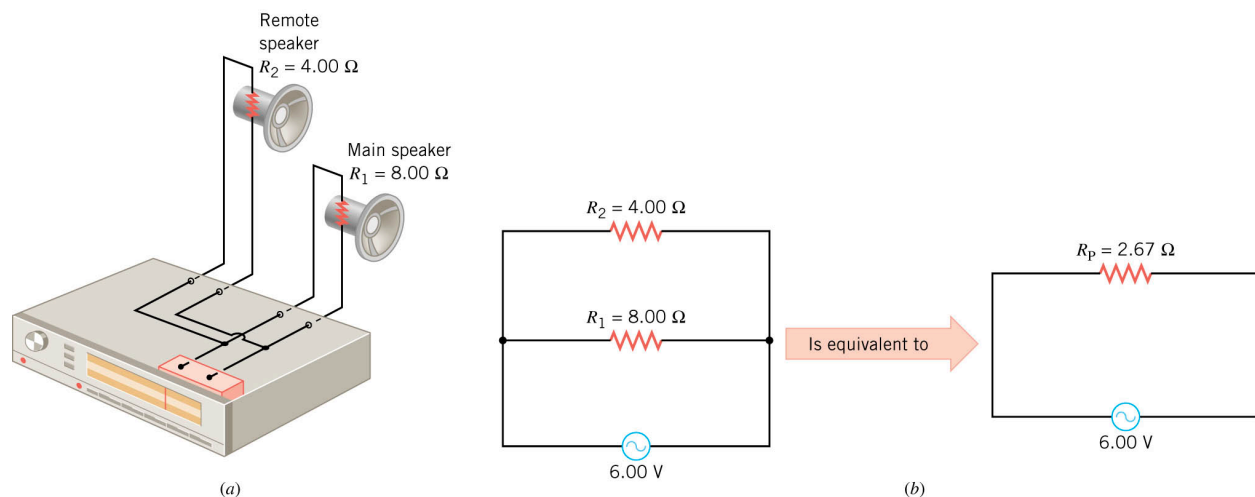 Remote
speaker
R₂ = 4.00 Ω
Main speaker
R₁ = 8.00 Ω
(a)
R₂ = 4.00 Ω
R₁ = 8.00 Ω
6.00 V
Is equivalent to
R_P = 2.67 Ω
6.00 V
(b)